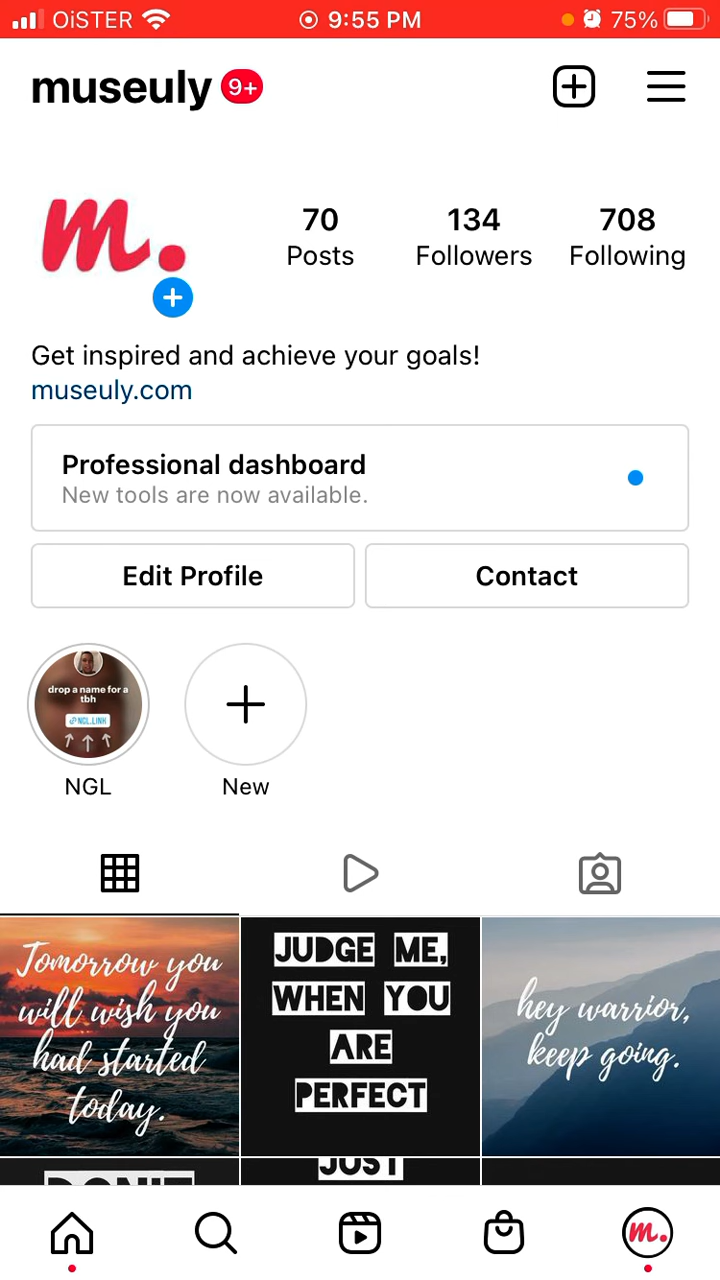 OiSTER 9:55 PM 75%
museuly 9+
m.
70 134 708
Posts Followers Following
Get inspired and achieve your goals!
museuly.com
Professional dashboard
New tools are now available.
Edit Profile Contact
drop a name for a
tbh
NGL.LINK
NGL New
Tomorrow you
will wish you
had started
today.
JUDGE ME,
WHEN YOU
ARE
PERFECT
hey warrior,
keep going.
JUST
m.